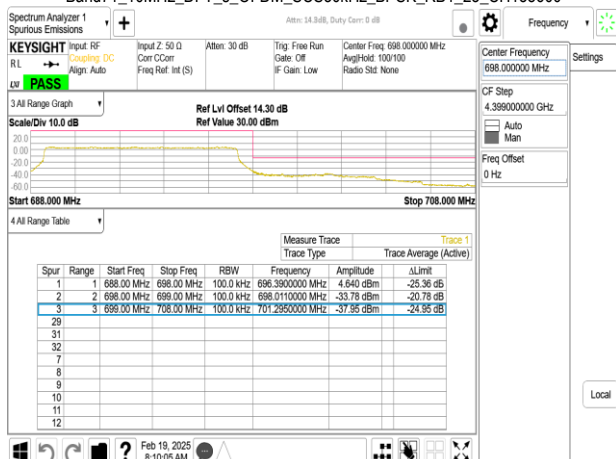 Spectrum Analyzer 1
Spurious Emissions
+
Attn: 14.3dB, Duty Corr: 0 dB
Frequency
KEYSIGHT
RL
PASS
Input: RF
Coupling: DC
Align: Auto
Input Z: 50 Ω
Corr CCorr
Freq Ref: Int (S)
Atten: 30 dB
Trig: Free Run
Gate: Off
IF Gain: Low
Center Freq: 698.000000 MHz
Avg|Hold: 100/100
Radio Std: None
Center Frequency
698.000000 MHz
Settings
CF Step
4.399000000 GHz
Auto
Man
Freq Offset
0 Hz
3 All Range Graph
Scale/Div 10.0 dB
Ref Lvl Offset 14.30 dB
Ref Value 30.00 dBm
20.0
0.00
-20.0
-40.0
-60.0
Start 688.000 MHz
Stop 708.000 MHz
4 All Range Table
Measure Trace Trace 1
Trace Type Trace Average (Active)
Spur Range Start Freq Stop Freq RBW Frequency Amplitude ΔLimit
1 1 688.00 MHz 698.00 MHz 100.0 kHz 696.3900000 MHz 4.640 dBm -25.36 dB
2 2 698.00 MHz 699.00 MHz 100.0 kHz 698.0110000 MHz -33.78 dBm -20.78 dB
3 3 699.00 MHz 708.00 MHz 100.0 kHz 701.2950000 MHz -37.95 dBm -24.95 dB
29
31
32
7
8
9
10
11
12
Local
?
Feb 19, 2025
8:10:05 AM